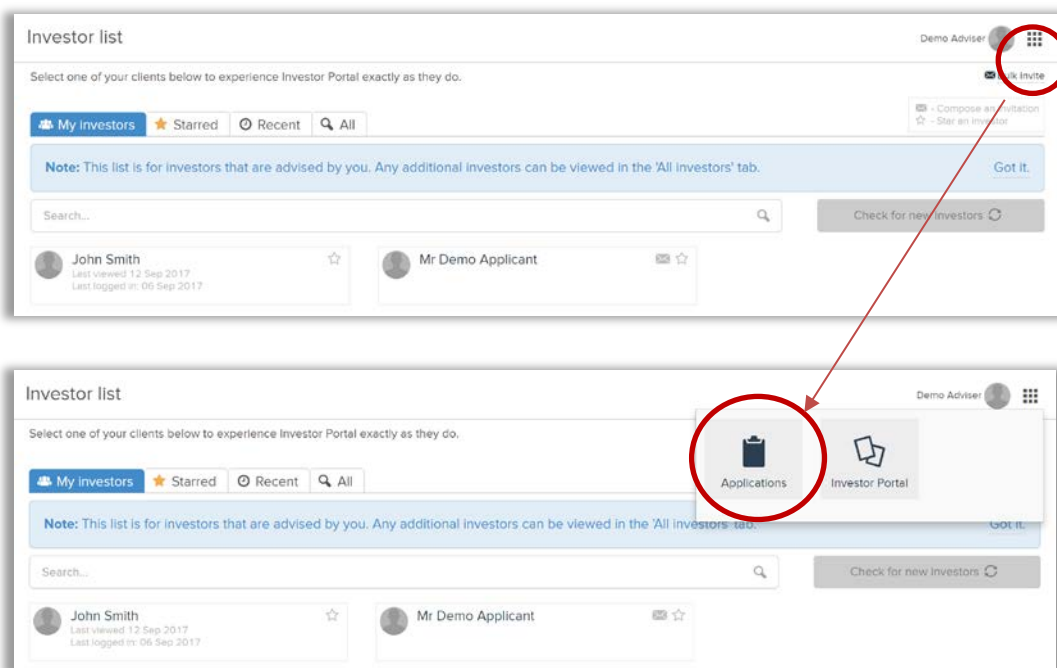 Investor list
Demo Adviser
Select one of your clients below to experience Investor Portal exactly as they do.
Bulk Invite
- Compose an invitation
- Star an investor
My investors Starred Recent All
Note: This list is for investors that are advised by you. Any additional investors can be viewed in the 'All investors' tab. Got it.
Search...
Check for new investors
John Smith
Last viewed 12 Sep 2017
Last logged in: 06 Sep 2017
Mr Demo Applicant
Investor list
Demo Adviser
Select one of your clients below to experience Investor Portal exactly as they do.
Applications Investor Portal
My investors Starred Recent All
Note: This list is for investors that are advised by you. Any additional investors can be viewed in the 'All investors' tab. Got it.
Search...
Check for new investors
John Smith
Last viewed 12 Sep 2017
Last logged in: 06 Sep 2017
Mr Demo Applicant